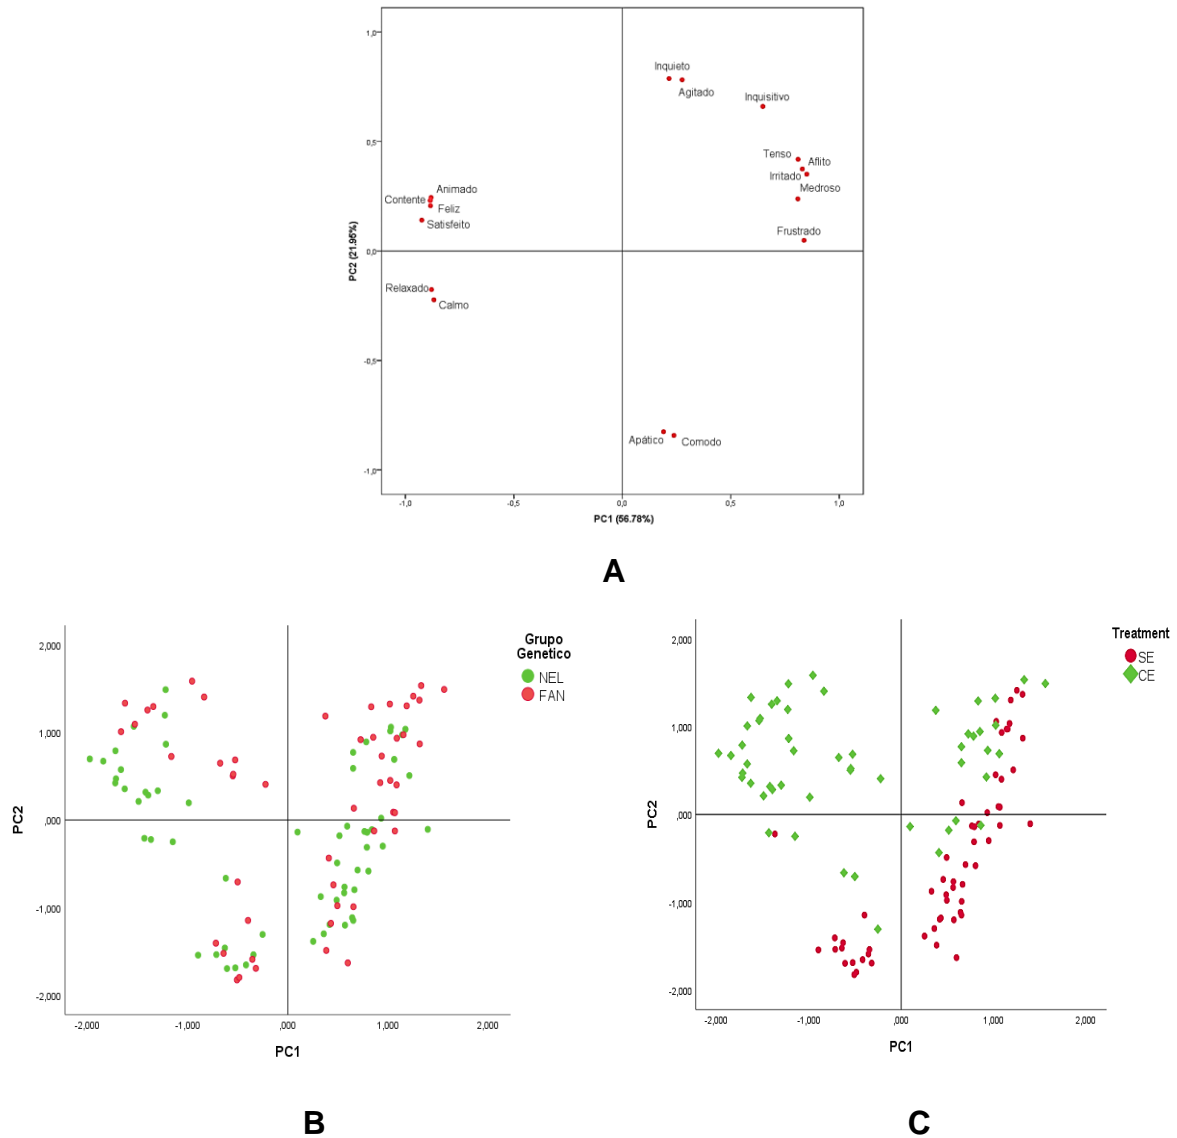 1,0
Inquieto
Agitado
Inquisitivo
0,5
Tenso
Aflito
Irritado
Medroso
Animado
Contente
Feliz
Satisfeito
Frustrado
0,0
Relaxado
Calmo
-0,5
Apático
Comodo
-1,0
PC2 (21.95%)
-1,0 -0,5 0,0 0,5 1,0
PC1 (56.78%)
A
Grupo
Genetico
NEL
FAN
2,000
1,000
,000
-1,000
-2,000
PC2
-2,000 -1,000 ,000 1,000 2,000
PC1
B
Treatment
SE
CE
2,000
1,000
,000
-1,000
-2,000
PC2
-2,000 -1,000 ,000 1,000 2,000
PC1
C